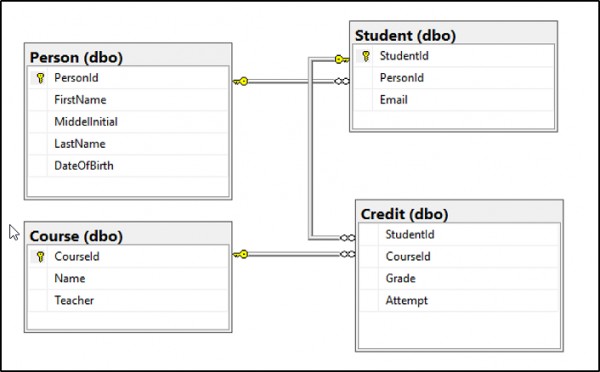 Person (dbo)
PersonId
FirstName
MiddelInitial
LastName
DateOfBirth
Student (dbo)
StudentId
PersonId
Email
Course (dbo)
CourseId
Name
Teacher
Credit (dbo)
StudentId
CourseId
Grade
Attempt